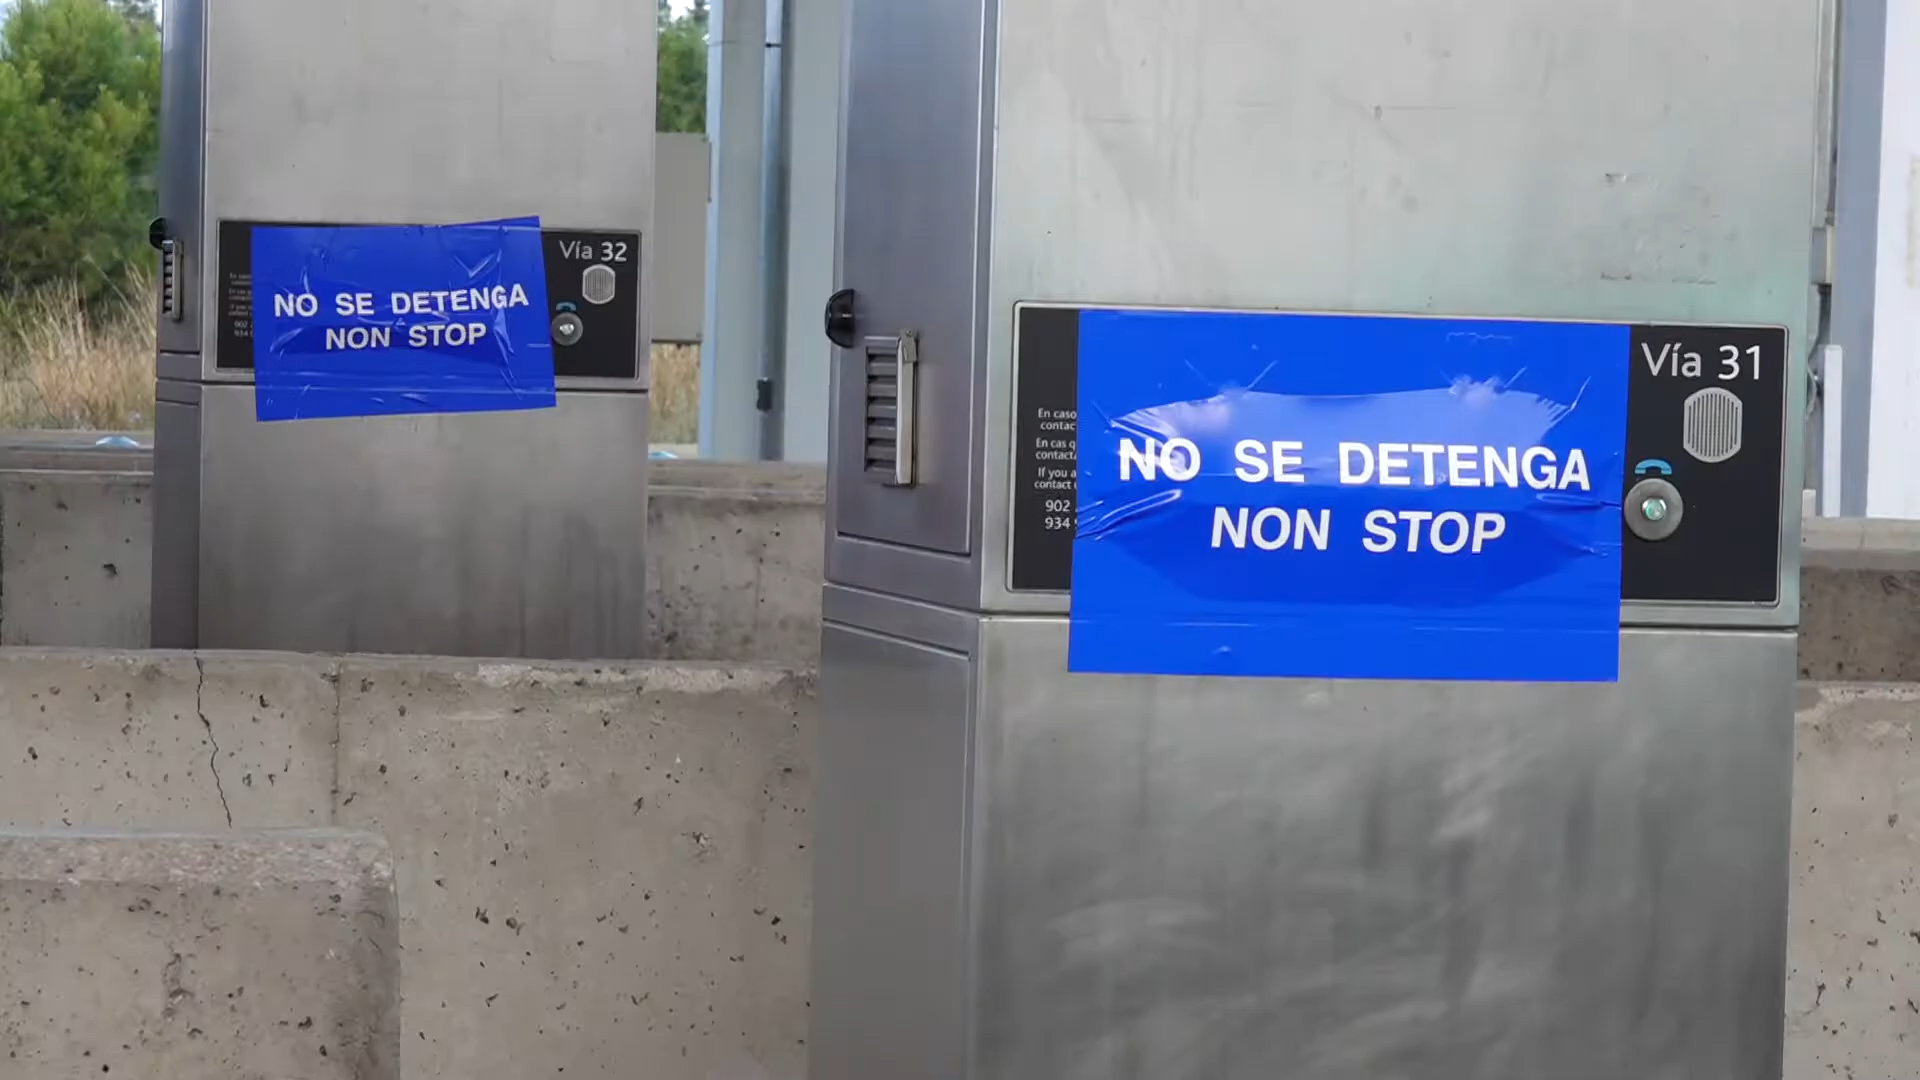 Vía 32
NO SE DETENGA
NON STOP
Vía 31
En caso
contac
En cas q
contact
If you a
contact
902
934
NO SE DETENGA
NON STOP